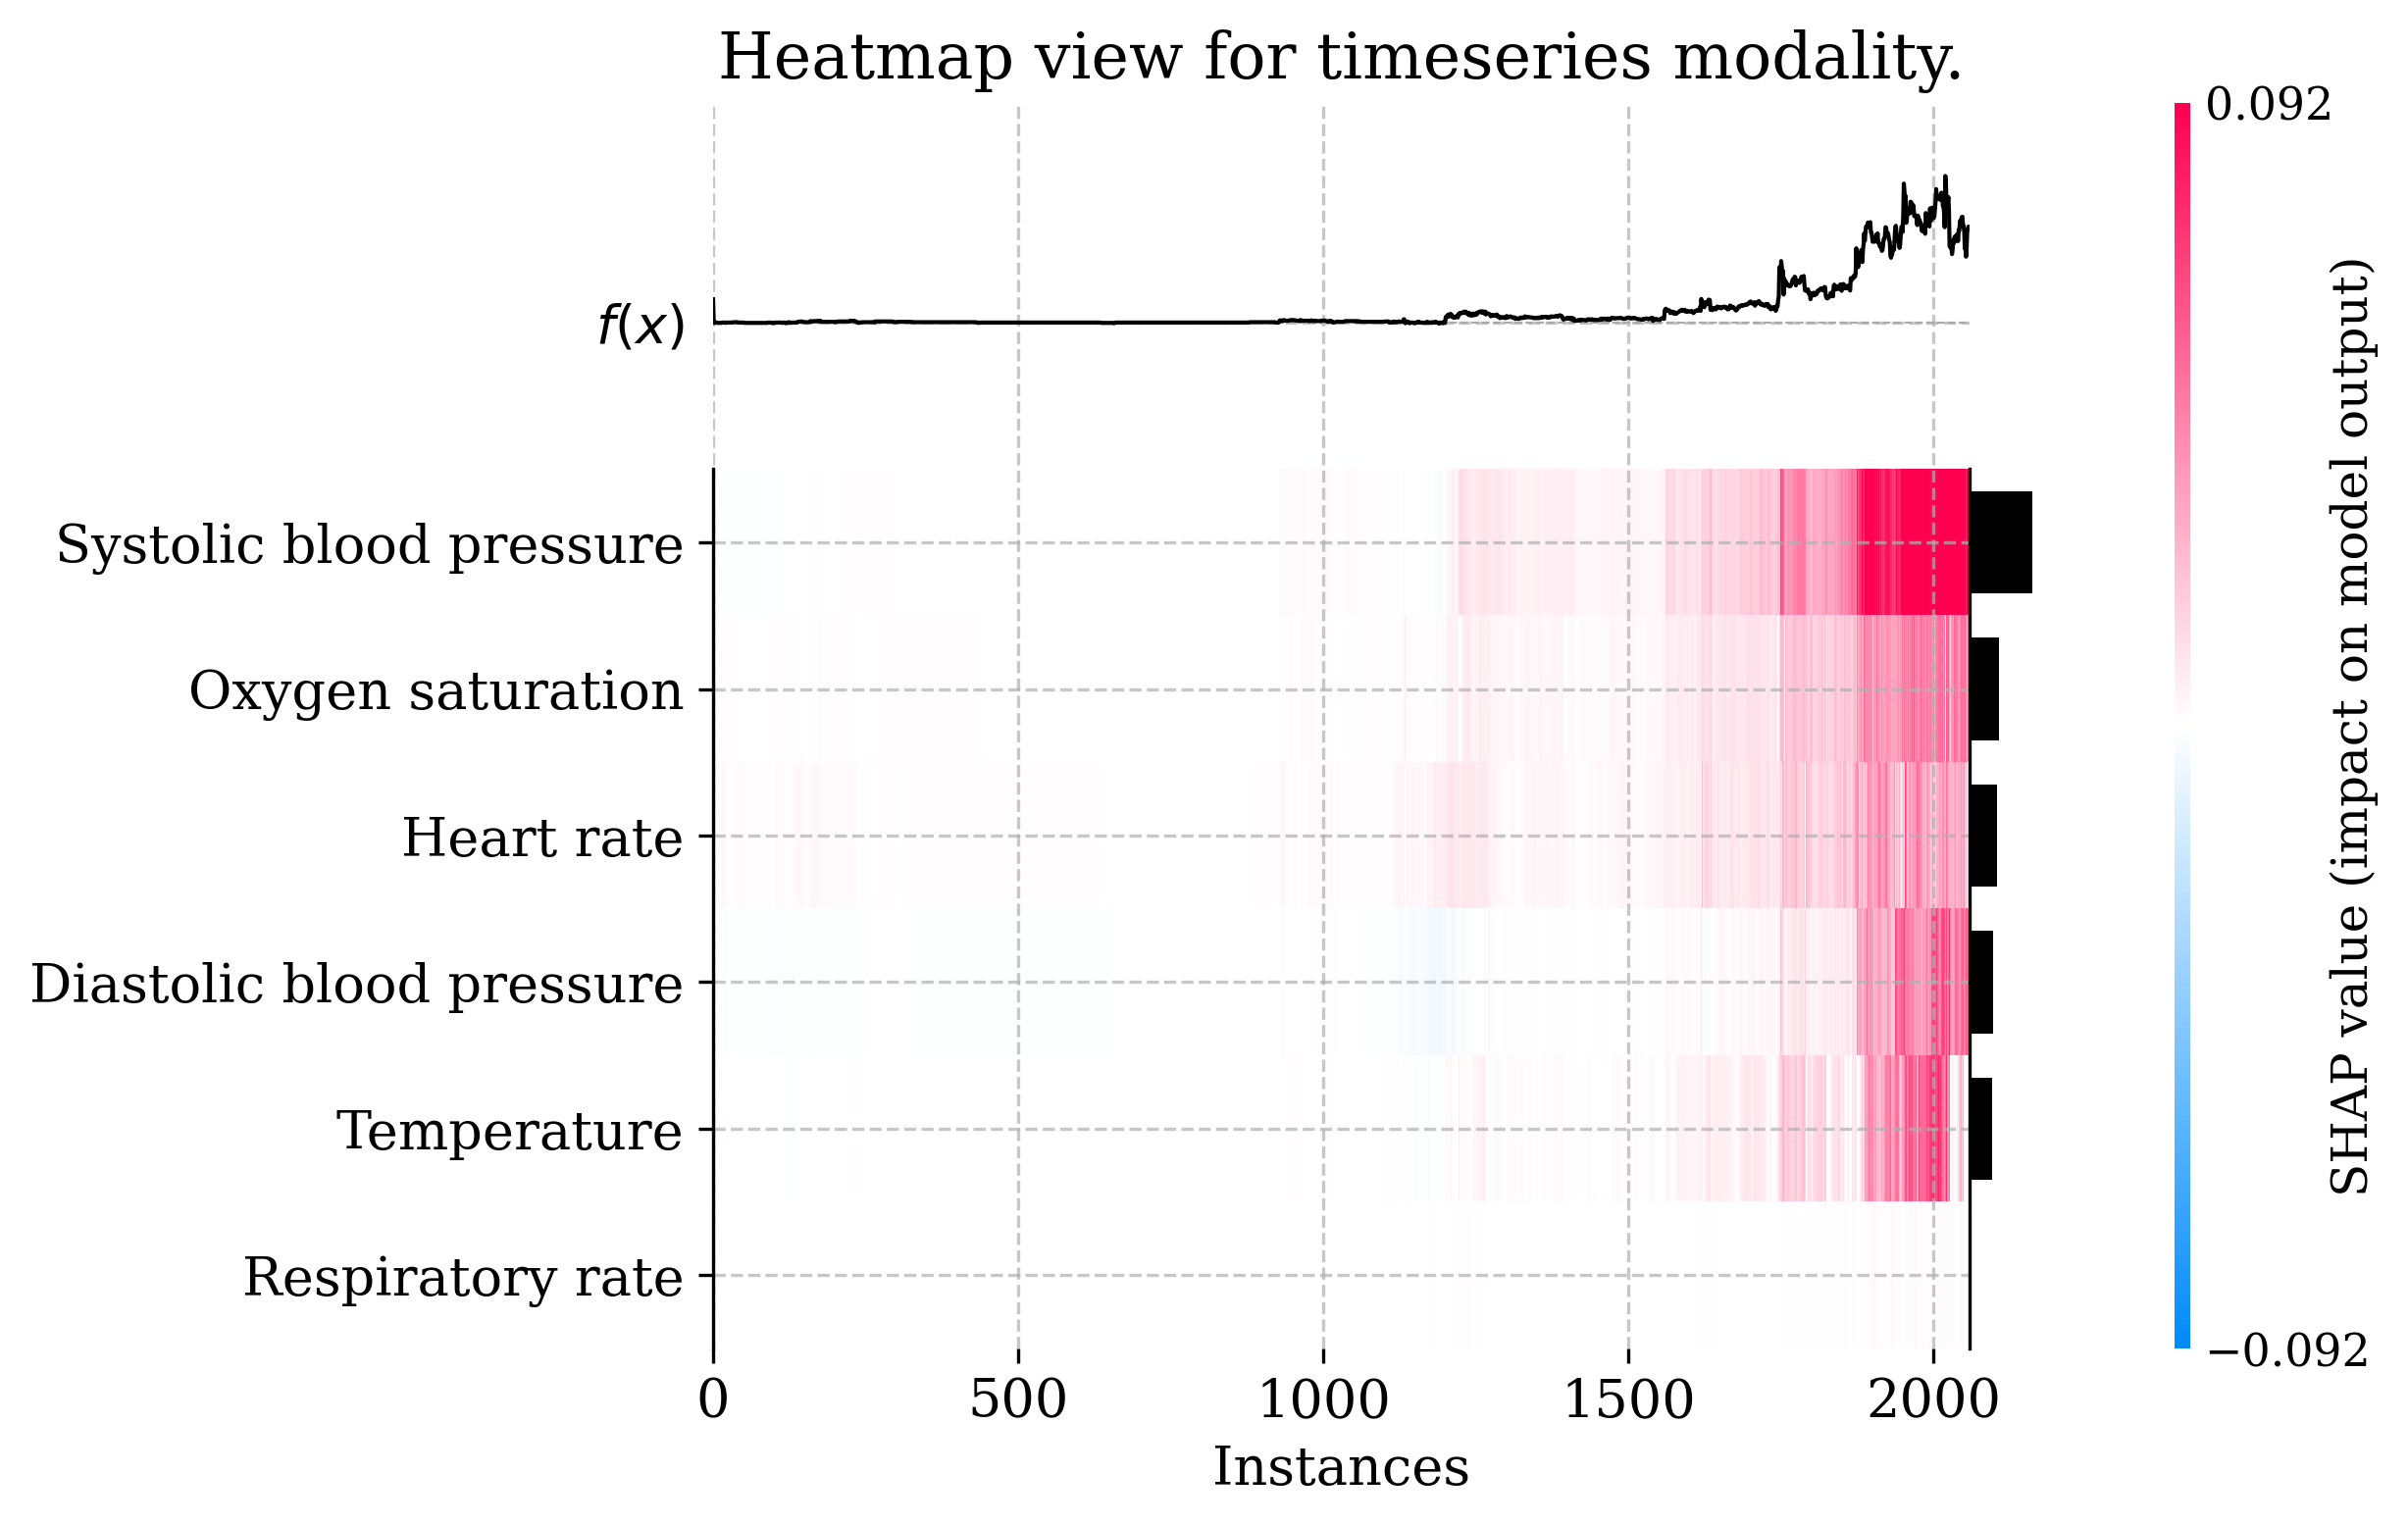 Heatmap view for timeseries modality.
0.092
f(x)
Systolic blood pressure
Oxygen saturation
Heart rate
Diastolic blood pressure
Temperature
Respiratory rate
SHAP value (impact on model output)
−0.092
0 500 1000 1500 2000
Instances